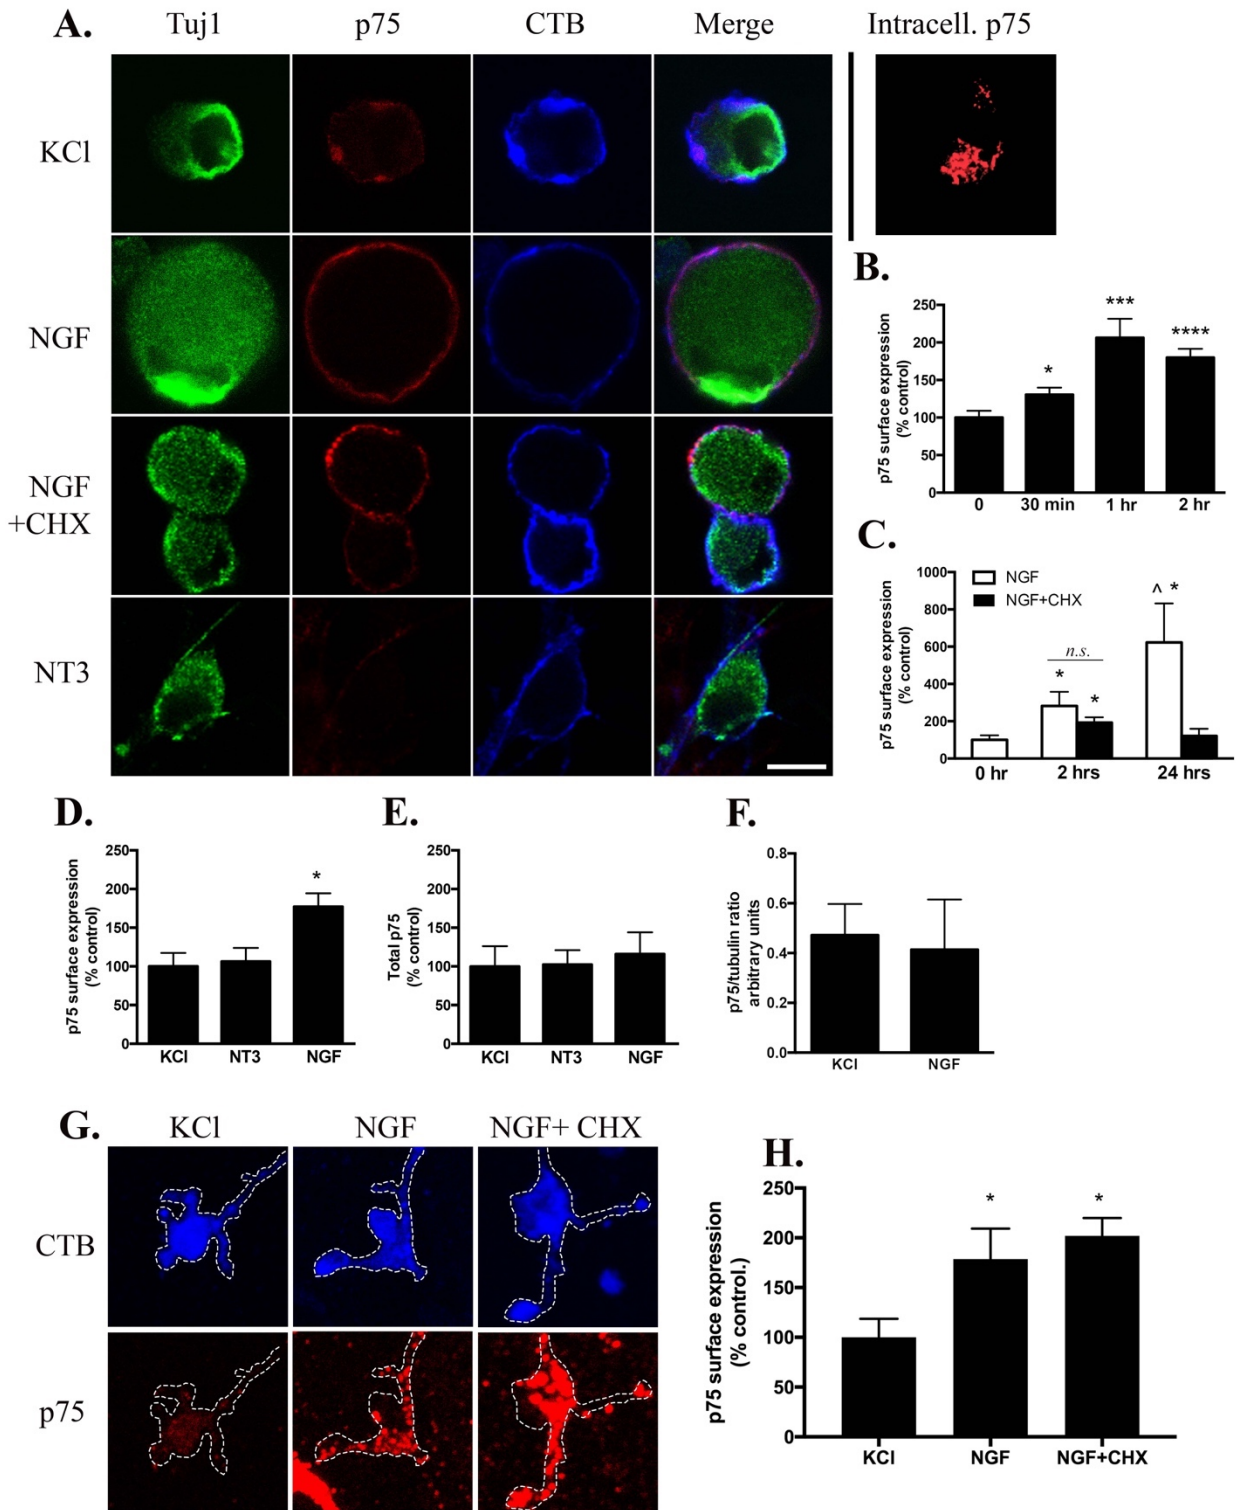 A. Tuj1 p75 CTB Merge Intracell. p75
KCl
NGF
NGF
+CHX
NT3
B.
p75 surface expression
(% control)
250
200
150
100
50
0
* *** ****
0 30 min 1 hr 2 hr
C.
p75 surface expression
(% control)
1000
800
600
400
200
0
NGF
NGF+CHX
n.s.
* * ^ *
0 hr 2 hrs 24 hrs
D.
p75 surface expression
(% control)
250
200
150
100
50
0
*
KCl NT3 NGF
E.
Total p75
(% control)
250
200
150
100
50
0
KCl NT3 NGF
F.
p75/tubulin ratio
arbitrary units
0.8
0.6
0.4
0.2
0.0
KCl NGF
G. KCl NGF NGF+ CHX
CTB
p75
H.
p75 surface expression
(% control.)
250
200
150
100
50
0
* *
KCl NGF NGF+CHX